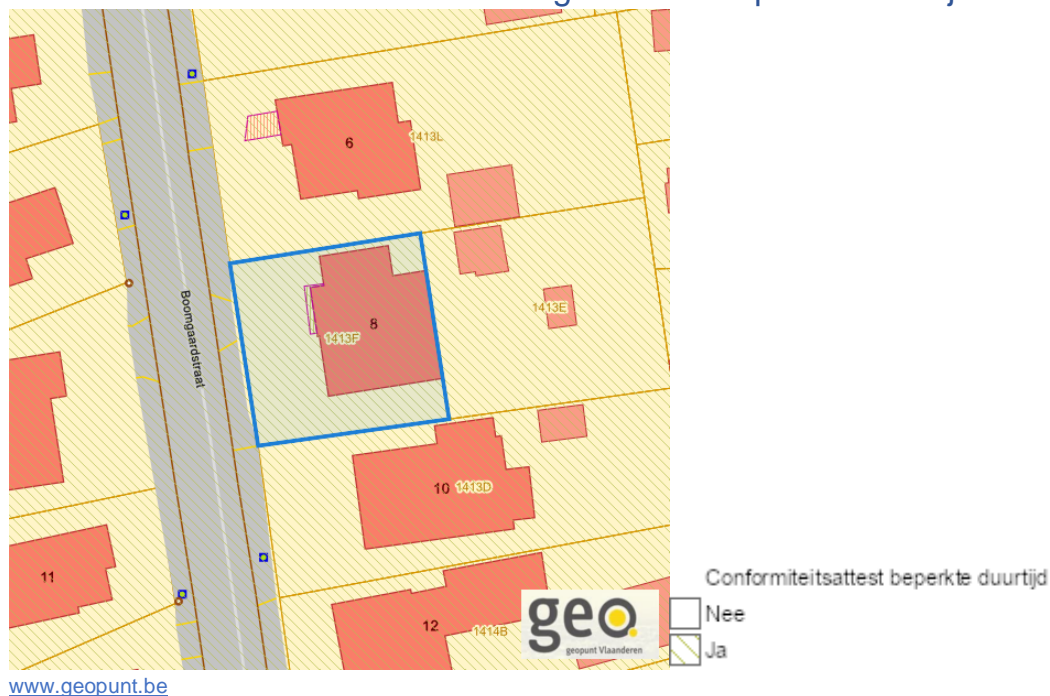 6
1413L
8
1413E
1413F
Boomgaardstraat
10 1413D
11
12
1414B
geo.
geopunt Vlaanderen
Conformiteitsattest beperkte duurtijd
Nee
Ja
www.geopunt.be